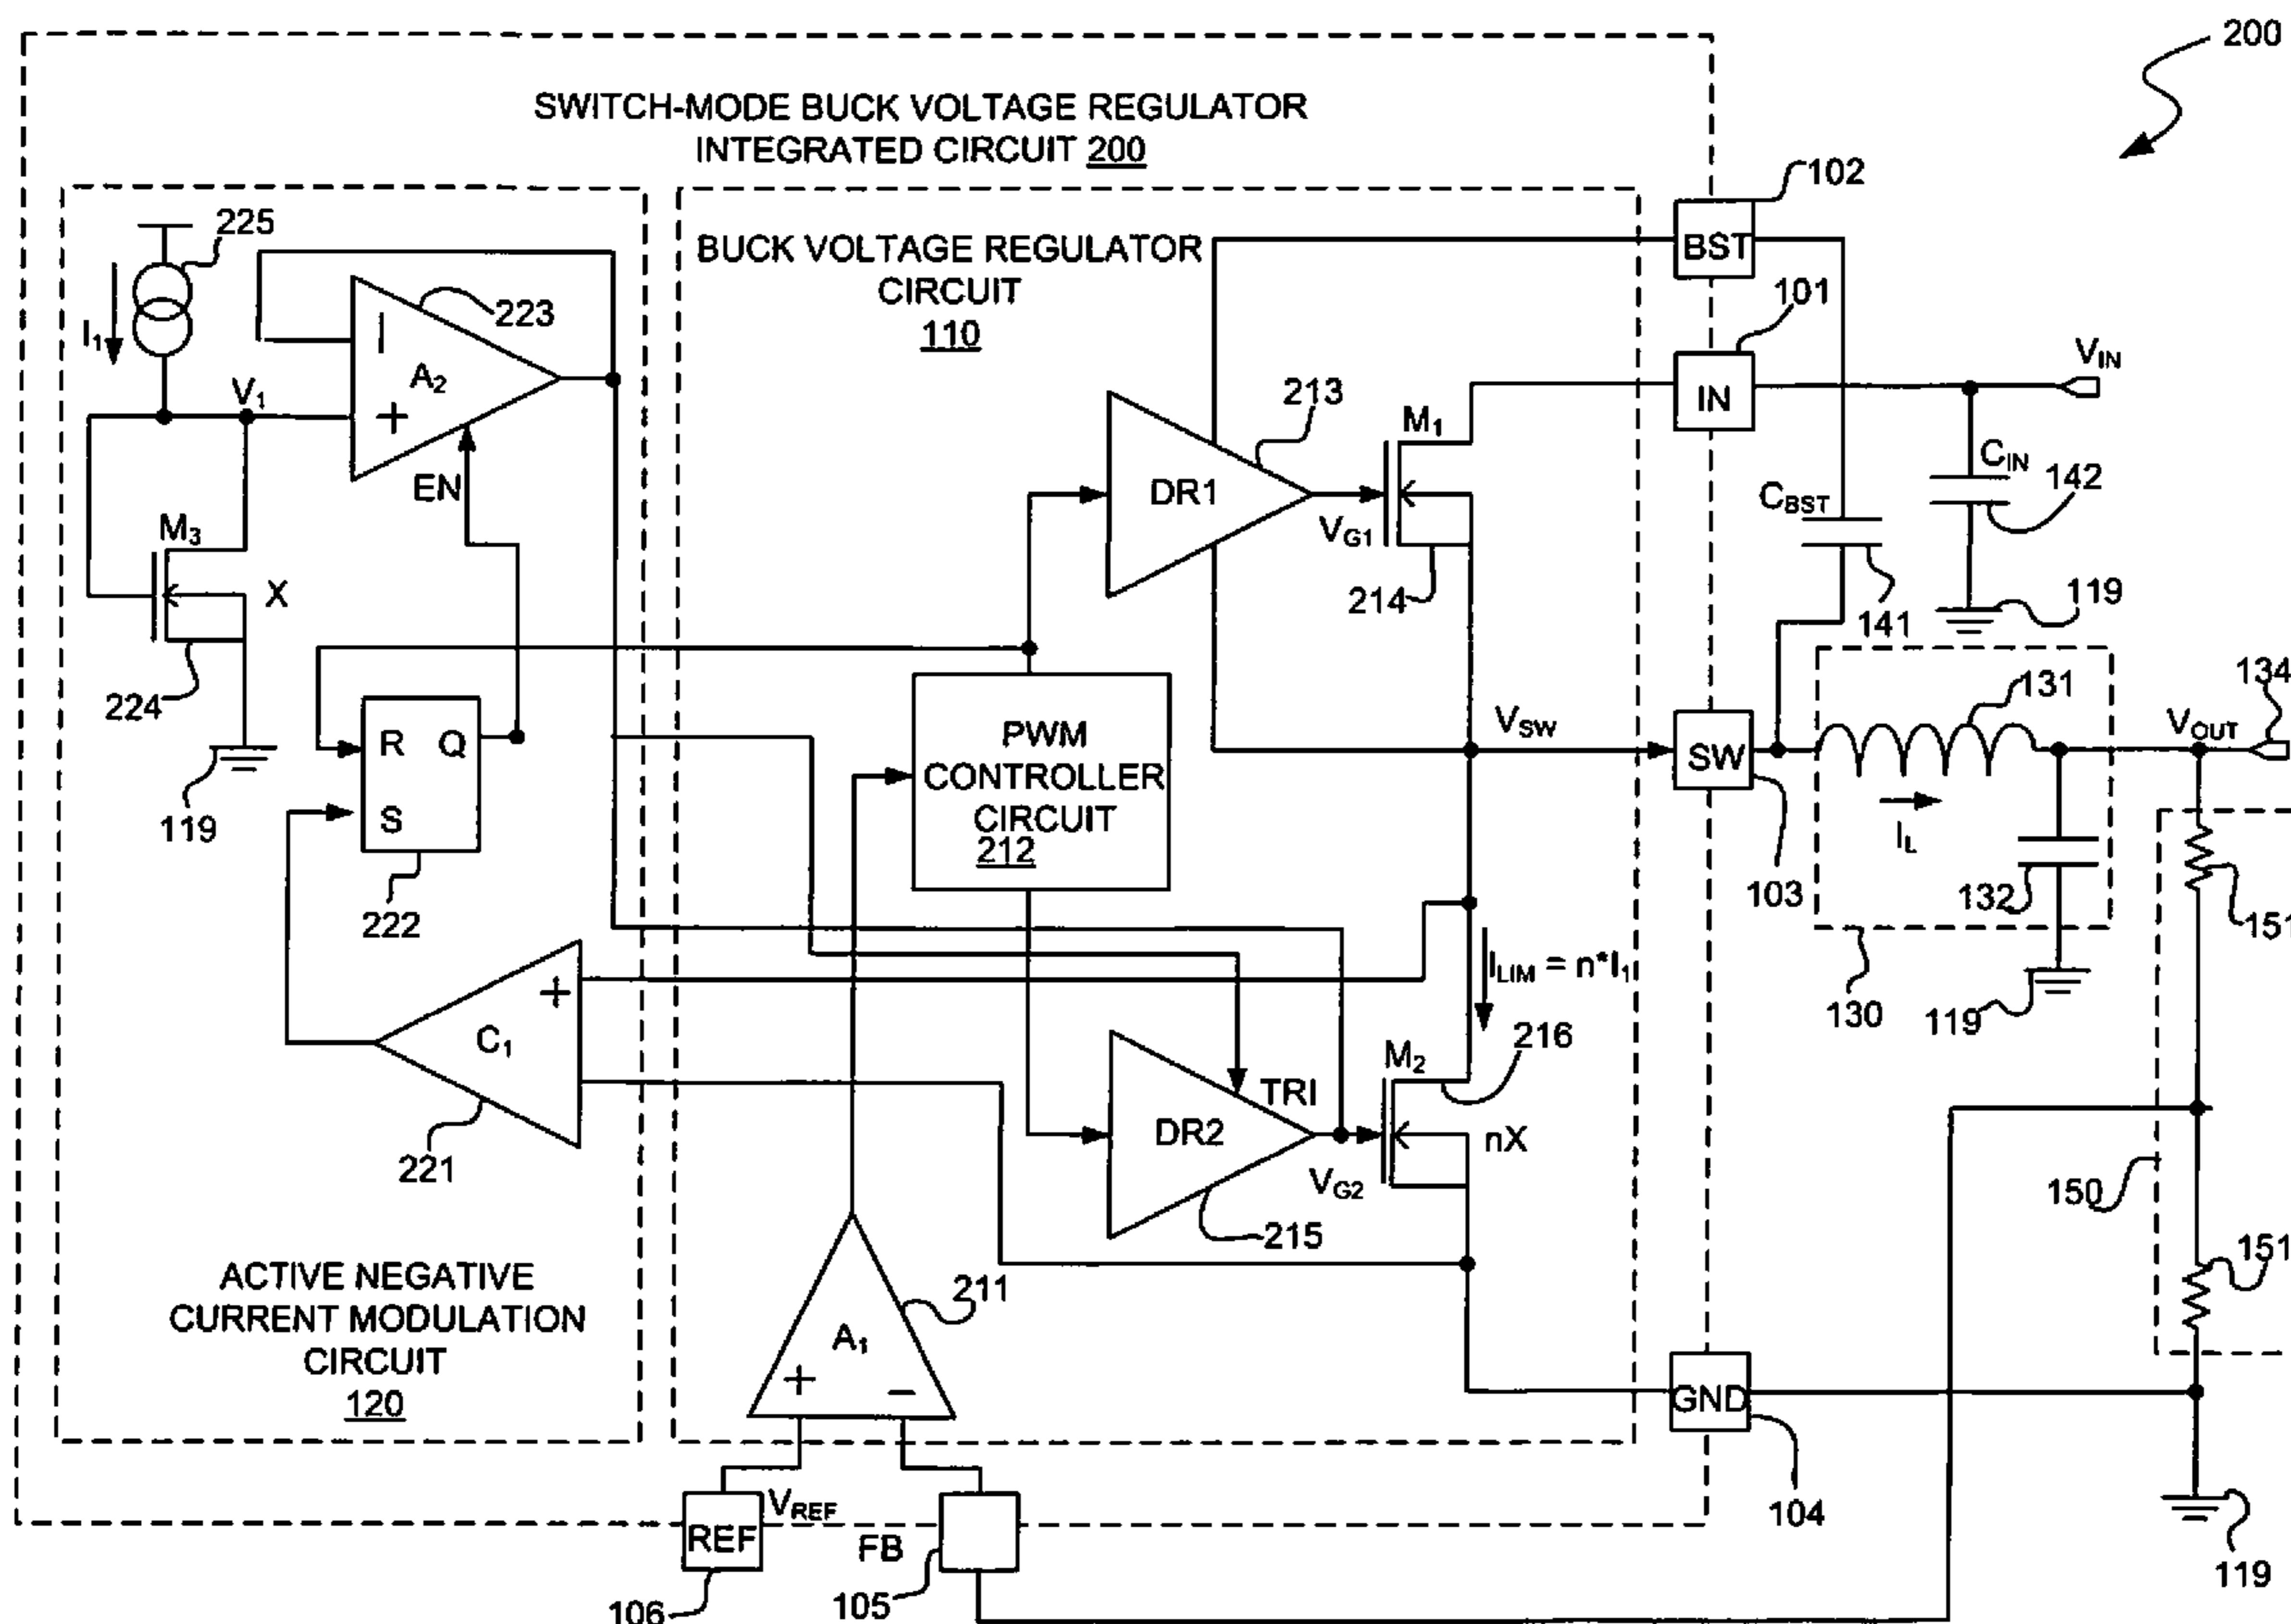 200
SWITCH-MODE BUCK VOLTAGE REGULATOR
INTEGRATED CIRCUIT 200
102
225
BUCK VOLTAGE REGULATOR
CIRCUIT
110
BST
223
101
I1
A2
V1
+
−
EN
213
M1
IN
VIN
CIN
142
CBST
DR1
VG1
214
141
119
M3
X
224
119
R Q
S
222
PWM
CONTROLLER
CIRCUIT
212
VSW
SW
103
131
VOUT
134
IL
132
130
119
151
ILIM = n*I1
+
C1
221
TRI
M2
216
DR2
nX
VG2
215
150
151
ACTIVE NEGATIVE
CURRENT MODULATION
CIRCUIT
120
211
A1
+ −
GND
104
119
REF
VREF
FB
106
105